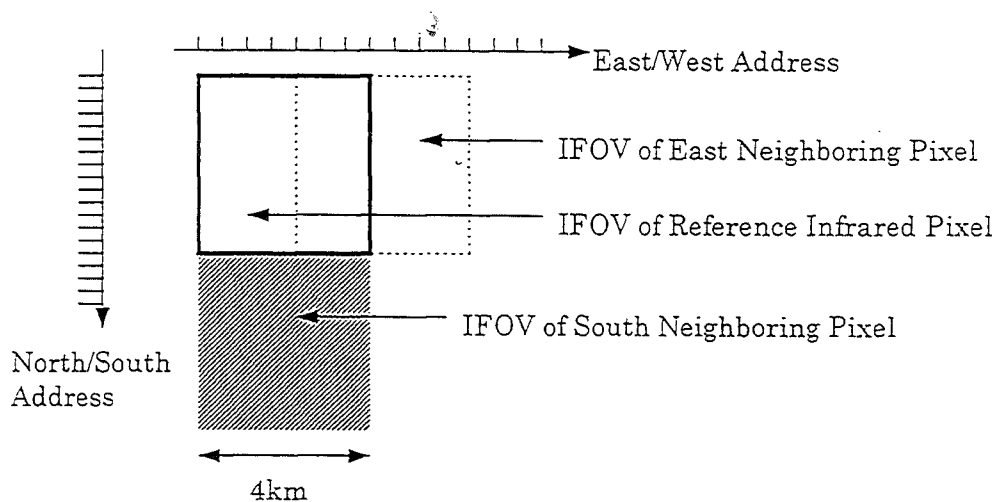 East/West Address
IFOV of East Neighboring Pixel
IFOV of Reference Infrared Pixel
IFOV of South Neighboring Pixel
North/South
Address
4km